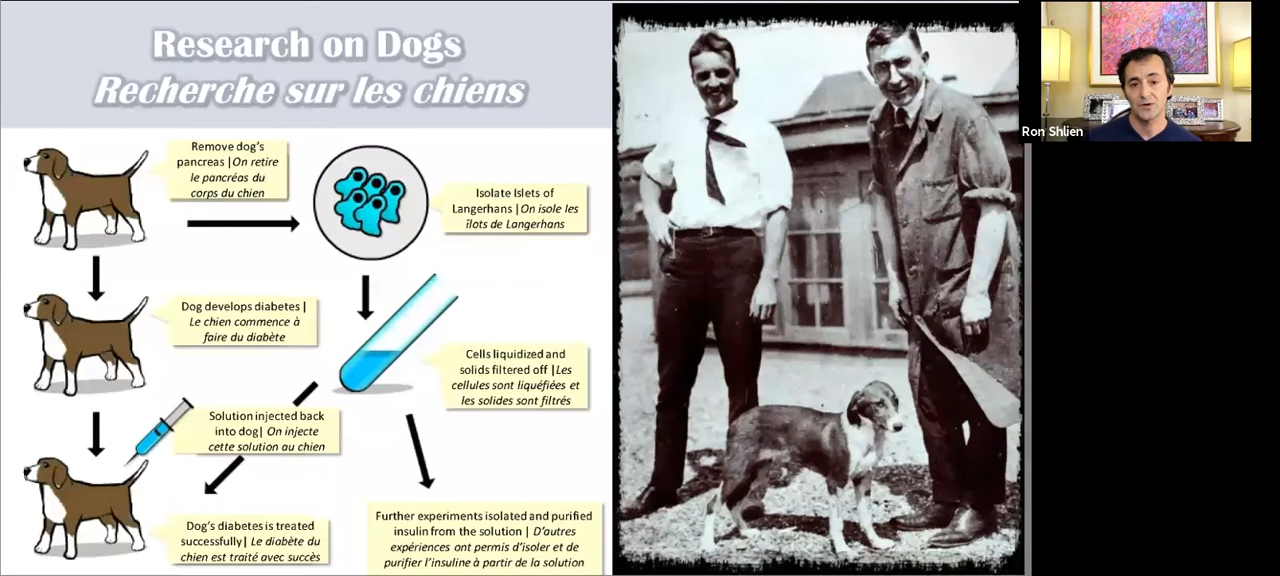 Research on Dogs
Recherche sur les chiens
Remove dog's
pancreas |On retire
le pancréas du
corps du chien
Isolate Islets of
Langerhans |On isole les
îlots de Langerhans
Dog develops diabetes |
Le chien commence à
faire du diabète
Cells liquidized and
solids filtered off |Les
cellules sont liquéfiées et
les solides sont filtrés
Solution injected back
into dog| On injecte
cette solution au chien
Dog's diabetes is treated
successfully| Le diabète du
chien est traité avec succès
Further experiments isolated and purified
insulin from the solution | D'autres
expériences ont permis d'isoler et de
purifier l'insuline à partir de la solution
Ron Shlien